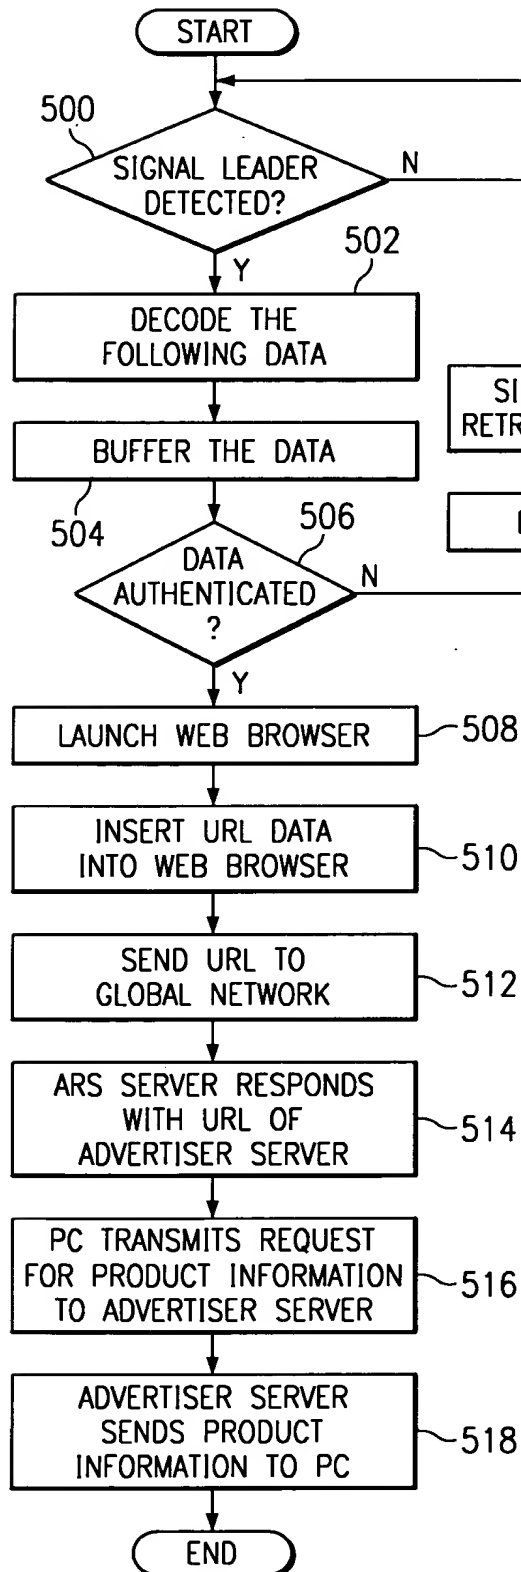 START
500
SIGNAL LEADER
DETECTED?
N
Y
502
DECODE THE
FOLLOWING DATA
BUFFER THE DATA
504
506
DATA
AUTHENTICATED
?
N
Y
LAUNCH WEB BROWSER
508
INSERT URL DATA
INTO WEB BROWSER
510
SEND URL TO
GLOBAL NETWORK
512
ARS SERVER RESPONDS
WITH URL OF
ADVERTISER SERVER
514
PC TRANSMITS REQUEST
FOR PRODUCT INFORMATION
TO ADVERTISER SERVER
516
ADVERTISER SERVER
SENDS PRODUCT
INFORMATION TO PC
518
END
SI
RETR